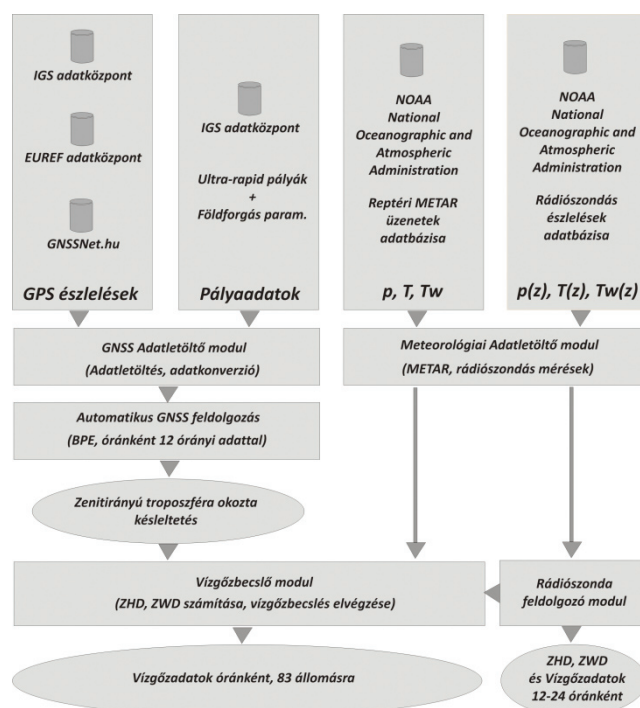 IGS adatközpont
EUREF adatközpont
GNSSNet.hu
GPS észlelések
IGS adatközpont
Ultra-rapid pályák
+
Földforgás param.
Pályaadatok
NOAA
National
Oceanographic and
Atmospheric
Administration
Reptéri METAR
üzenetek
adatbázisa
p, T, Tw
NOAA
National
Oceanographic and
Atmospheric
Administration
Rádiószondás
észlelések
adatbázisa
p(z), T(z), Tw(z)
GNSS Adatletöltő modul
(Adatletöltés, adatkonverzió)
Meteorológiai Adatletöltő modul
(METAR, rádiószondás mérések)
Automatikus GNSS feldolgozás
(BPE, óránként 12 órányi adattal)
Zenitirányú troposzféra okozta
késleltetés
Vízgőzbecslő modul
(ZHD, ZWD számítása, vízgőzbecslés elvégzése)
Rádiószonda
feldolgozó modul
Vízgőzadatok óránként, 83 állomásra
ZHD, ZWD
és Vízgőzadatok
12-24 óránként